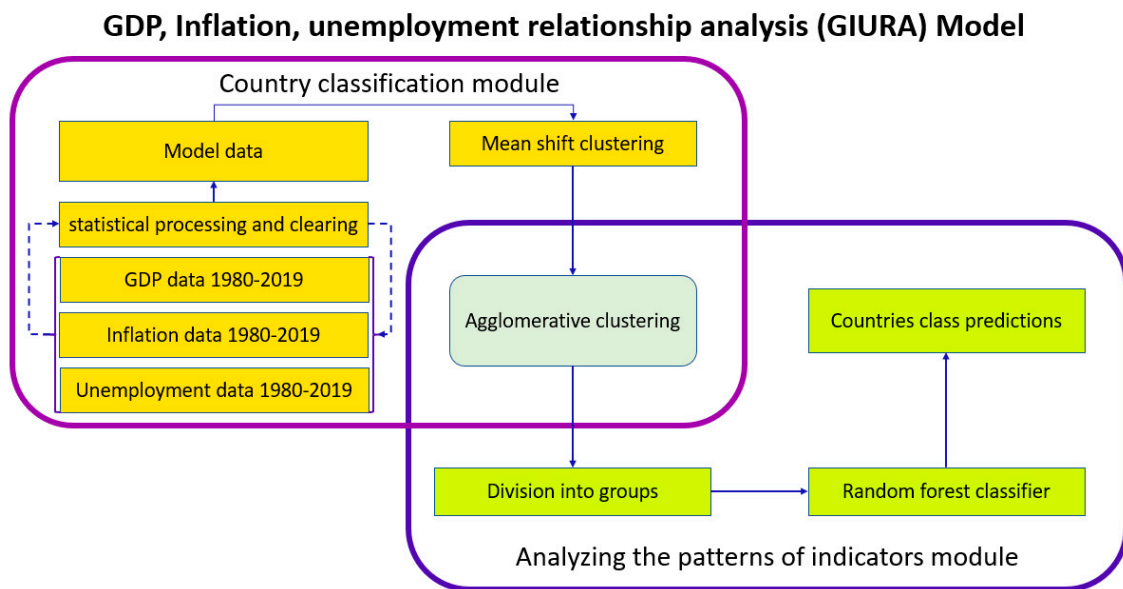 GDP, Inflation, unemployment relationship analysis (GIURA) Model
Country classification module
Model data
Mean shift clustering
statistical processing and clearing
GDP data 1980-2019
Inflation data 1980-2019
Unemployment data 1980-2019
Agglomerative clustering
Countries class predictions
Division into groups
Random forest classifier
Analyzing the patterns of indicators module